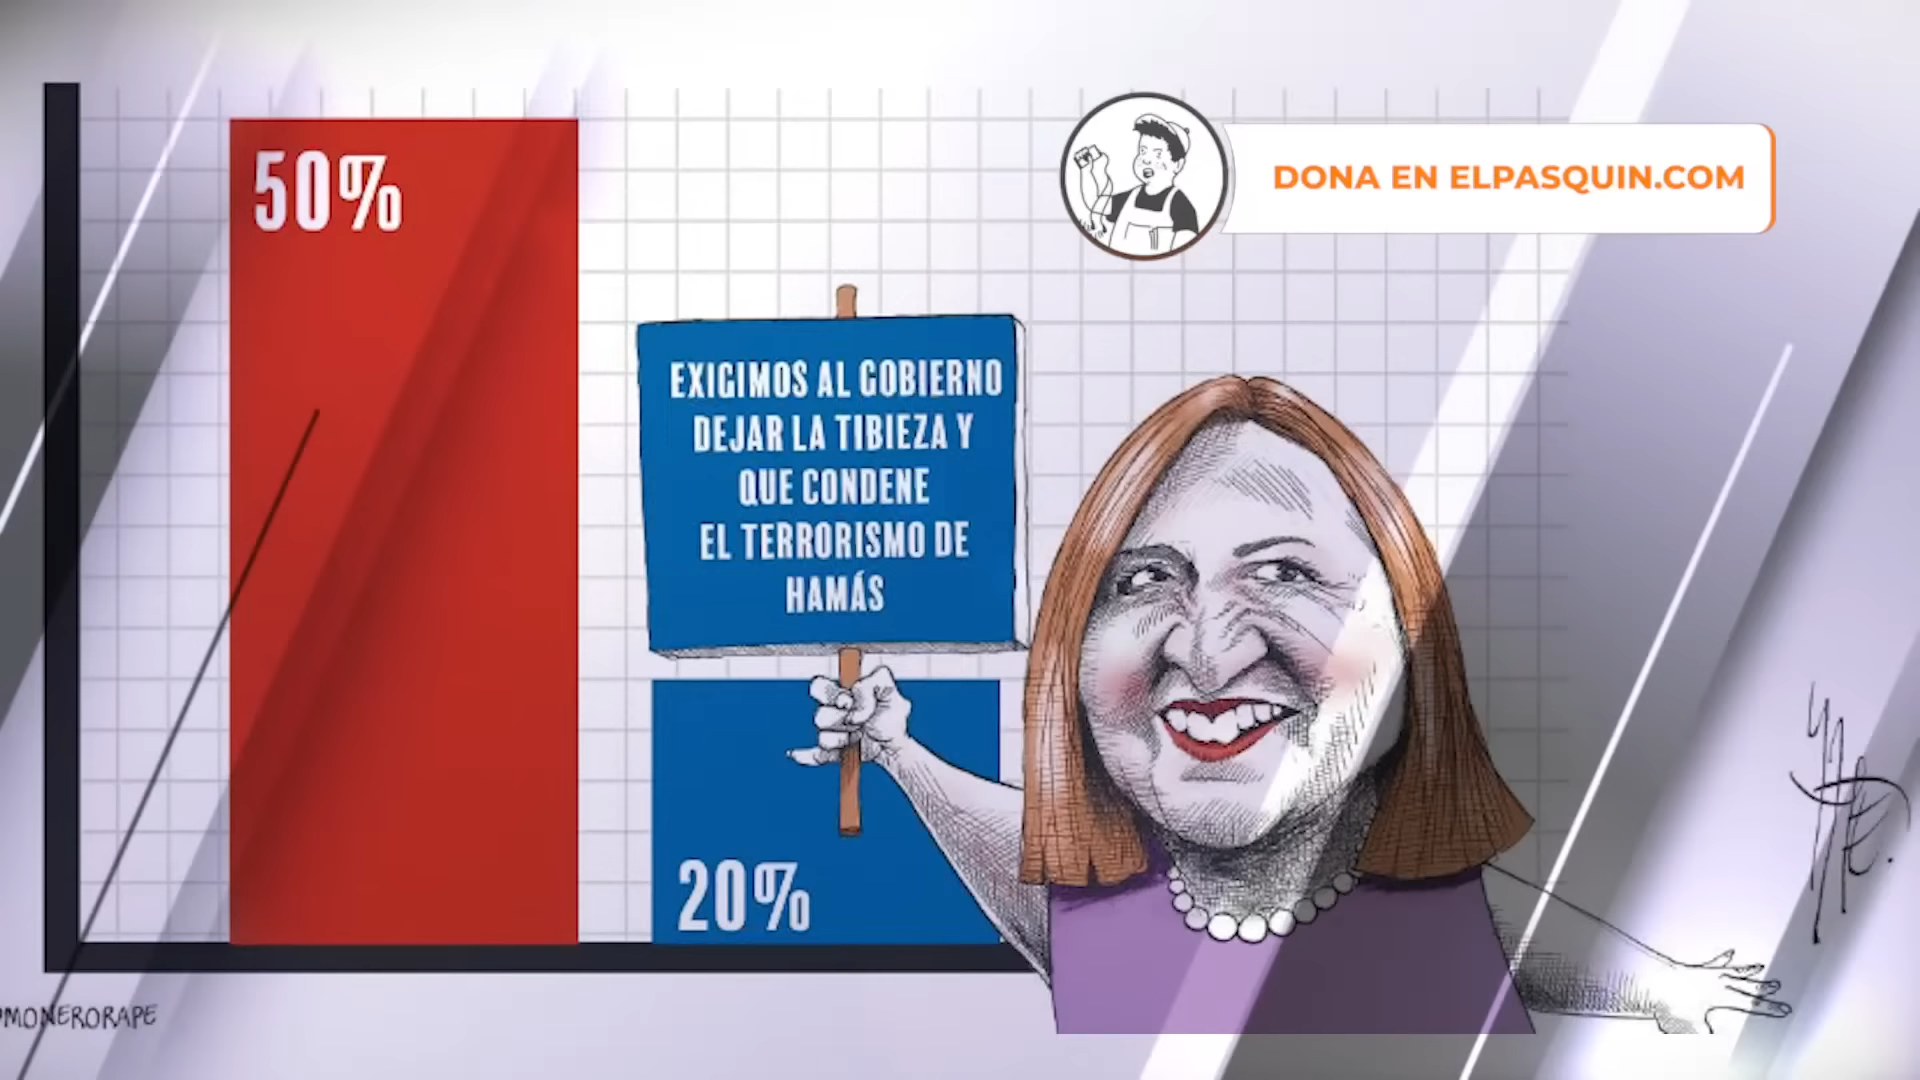 50%
DONA EN ELPASQUIN.COM
EXIGIMOS AL GOBIERNO
DEJAR LA TIBIEZA Y
QUE CONDENE
EL TERRORISMO DE
HAMÁS
20%
@MONERORAPE